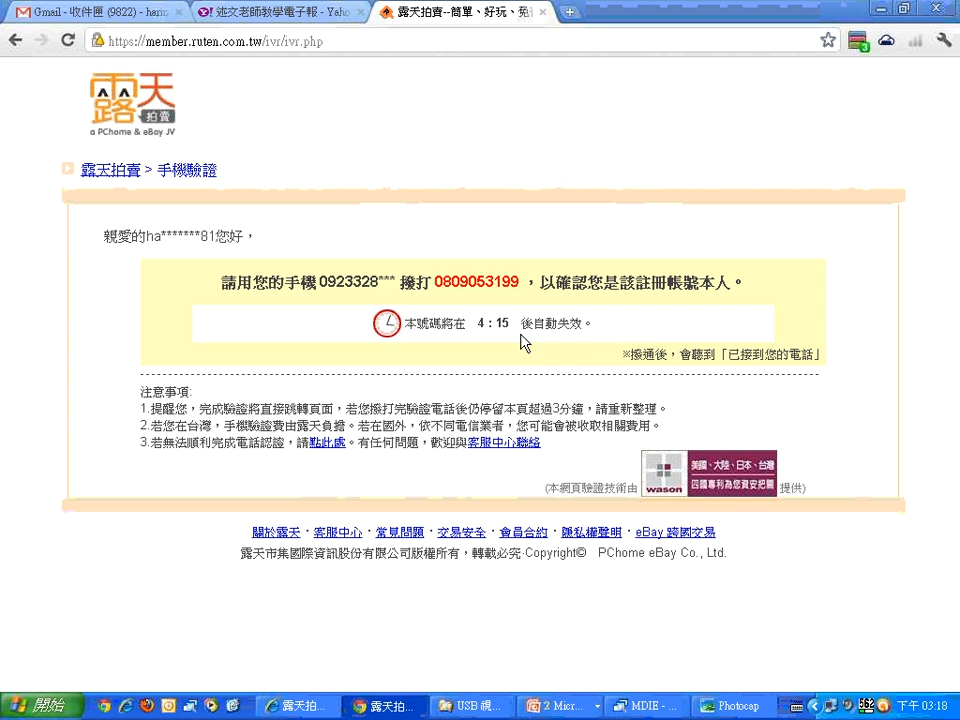 Gmail - 收件匣 (9822) - hann
述文老師教學電子報 - Yaho
露天拍賣--簡單、好玩、免
https://member.ruten.com.tw/ivr/ivr.php
3
露天
拍賣
a PChome & eBay JV
露天拍賣 > 手機驗證
親愛的ha*******81您好，
請用您的手機0923328*** 撥打 0809053199 ，以確認您是該註冊帳號本人。
本號碼將在 4：15 後自動失效。
※撥通後，會聽到「已接到您的電話」
注意事項:
1.提醒您，完成驗證將直接跳轉頁面，若您撥打完驗證電話後仍停留本頁超過3分鐘，請重新整理。
2.若您在台灣，手機驗證費由露天負擔。若在國外，依不同電信業者，您可能會被收取相關費用。
3.若無法順利完成電話認證，請點此處。有任何問題，歡迎與客服中心聯絡
(本網頁驗證技術由 wason 美國、大陸、日本、台灣 四國專利為您資安把關 提供)
關於露天‧客服中心‧常見問題‧交易安全‧會員合約‧隱私權聲明‧eBay 跨國交易
露天市集國際資訊股份有限公司版權所有，轉載必究‧Copyright© PChome eBay Co., Ltd.
開始 露天拍... 露天拍... USB 視... 2 Micr... MDIE - ... Photocap 562 下午 03:18